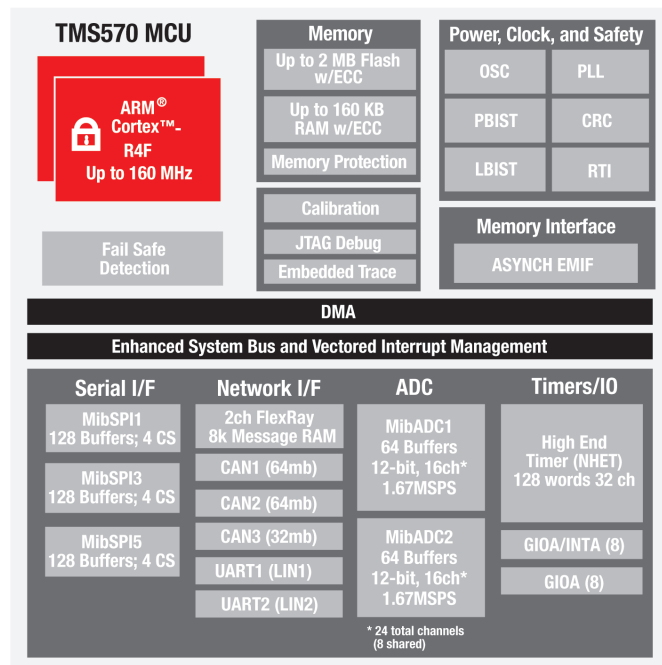 TMS570 MCU
ARM®
Cortex™-
R4F
Up to 160 MHz
Fail Safe
Detection
Memory
Up to 2 MB Flash
w/ECC
Up to 160 KB
RAM w/ECC
Memory Protection
Calibration
JTAG Debug
Embedded Trace
Power, Clock, and Safety
OSC
PLL
PBIST
CRC
LBIST
RTI
Memory Interface
ASYNCH EMIF
DMA
Enhanced System Bus and Vectored Interrupt Management
Serial I/F
MibSPI1
128 Buffers; 4 CS
MibSPI3
128 Buffers; 4 CS
MibSPI5
128 Buffers; 4 CS
Network I/F
2ch FlexRay
8k Message RAM
CAN1 (64mb)
CAN2 (64mb)
CAN3 (32mb)
UART1 (LIN1)
UART2 (LIN2)
ADC
MibADC1
64 Buffers
12-bit, 16ch*
1.67MSPS
MibADC2
64 Buffers
12-bit, 16ch*
1.67MSPS
* 24 total channels
(8 shared)
Timers/IO
High End
Timer (NHET)
128 words 32 ch
GIOA/INTA (8)
GIOA (8)